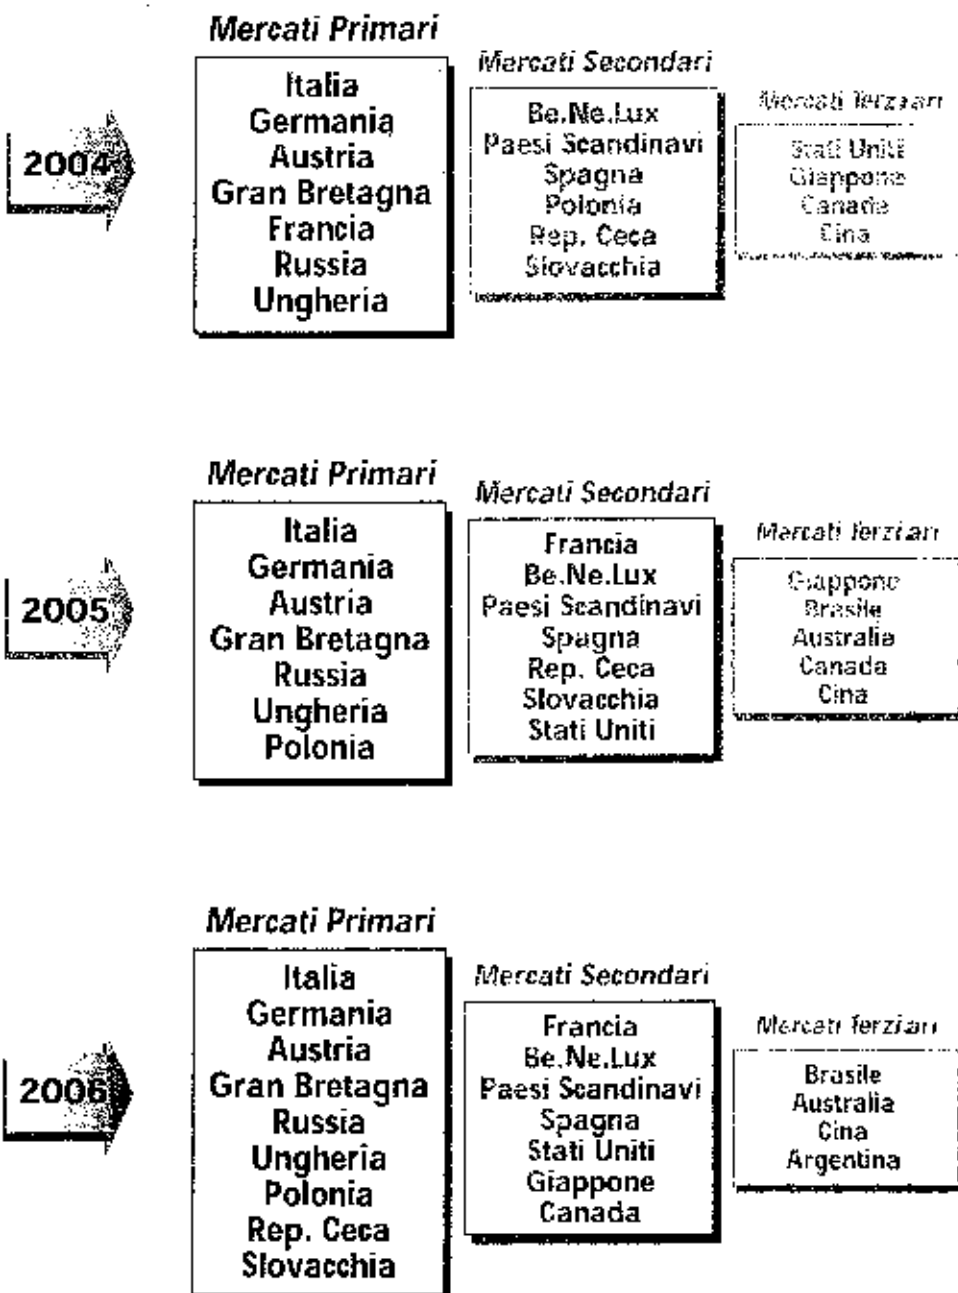 2004
Mercati Primari
Italia
Germania
Austria
Gran Bretagna
Francia
Russia
Ungheria
Mercati Secondari
Be.Ne.Lux
Paesi Scandinavi
Spagna
Polonia
Rep. Ceca
Slovacchia
Mercati Terziari
Stati Uniti
Giappone
Canada
Cina
2005
Mercati Primari
Italia
Germania
Austria
Gran Bretagna
Russia
Ungheria
Polonia
Mercati Secondari
Francia
Be.Ne.Lux
Paesi Scandinavi
Spagna
Rep. Ceca
Slovacchia
Stati Uniti
Mercati Terziari
Giappone
Brasile
Australia
Canada
Cina
2006
Mercati Primari
Italia
Germania
Austria
Gran Bretagna
Russia
Ungheria
Polonia
Rep. Ceca
Slovacchia
Mercati Secondari
Francia
Be.Ne.Lux
Paesi Scandinavi
Spagna
Stati Uniti
Giappone
Canada
Mercati Terziari
Brasile
Australia
Cina
Argentina